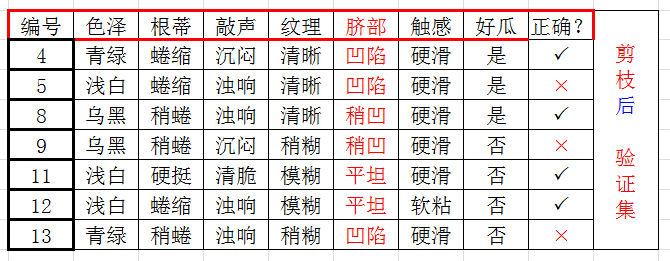 编号 色泽 根蒂 敲声 纹理 脐部 触感 好瓜 正确？
4 青绿 蜷缩 沉闷 清晰 凹陷 硬滑 是 ✓
5 浅白 蜷缩 浊响 清晰 凹陷 硬滑 是 ×
8 乌黑 稍蜷 浊响 清晰 稍凹 硬滑 是 ✓
9 乌黑 稍蜷 沉闷 稍糊 稍凹 硬滑 否 ×
11 浅白 硬挺 清脆 模糊 平坦 硬滑 否 ✓
12 浅白 蜷缩 浊响 模糊 平坦 软粘 否 ✓
13 青绿 稍蜷 浊响 稍糊 凹陷 硬滑 否 ×
剪枝后 验证集